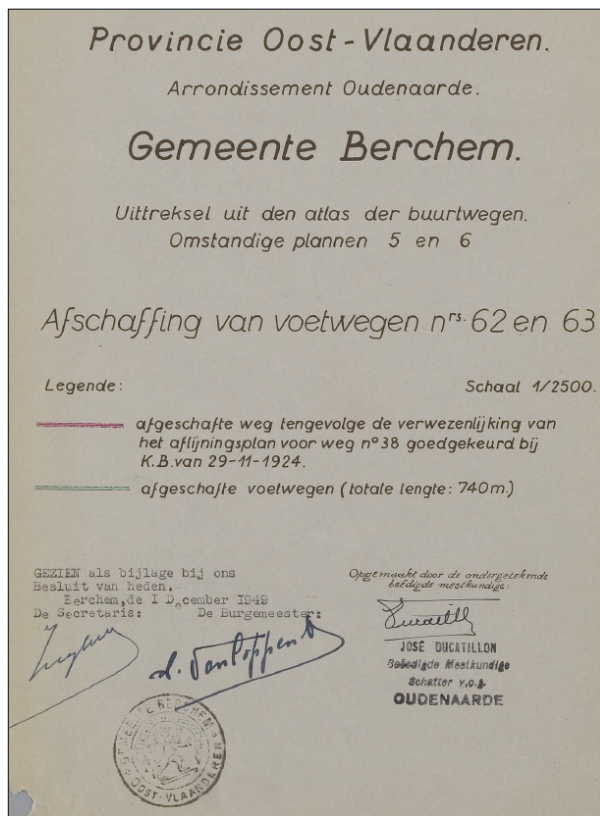 Provincie Oost-Vlaanderen.
Arrondissement Oudenaarde.
Gemeente Berchem.
Uittreksel uit den atlas der buurtwegen.
Omstandige plannen 5 en 6
Afschaffing van voetwegen nrs. 62 en 63
Legende:
Schaal 1/2500.
afgeschafte weg tengevolge de verwezenlijking van
het aflijningsplan voor weg n°38 goedgekeurd bij
K.B. van 29-11-1924.
afgeschafte voetwegen (totale lengte: 740m.)
GEZIEN als bijlage bij ons
Besluit van heden.
Berchem, de I December 1949
De Secretaris: De Burgemeester:
Opgemaakt door de ondergetekende
beëdigde meetkundige:
JOSÉ DUCATILLON
Beëedigde Meetkundige
Schatter v.o.g.
OUDENAARDE
GEMEENTE BERCHEM
OOST-VLAANDEREN